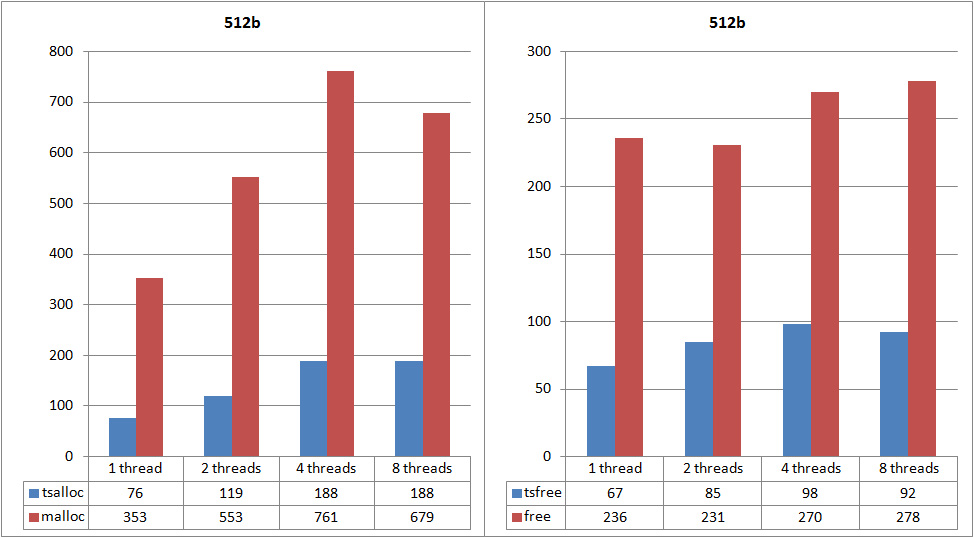 512b
800
700
600
500
400
300
200
100
0
1 thread 2 threads 4 threads 8 threads
tsalloc 76 119 188 188
malloc 353 553 761 679
512b
300
250
200
150
100
50
0
1 thread 2 threads 4 threads 8 threads
tsfree 67 85 98 92
free 236 231 270 278